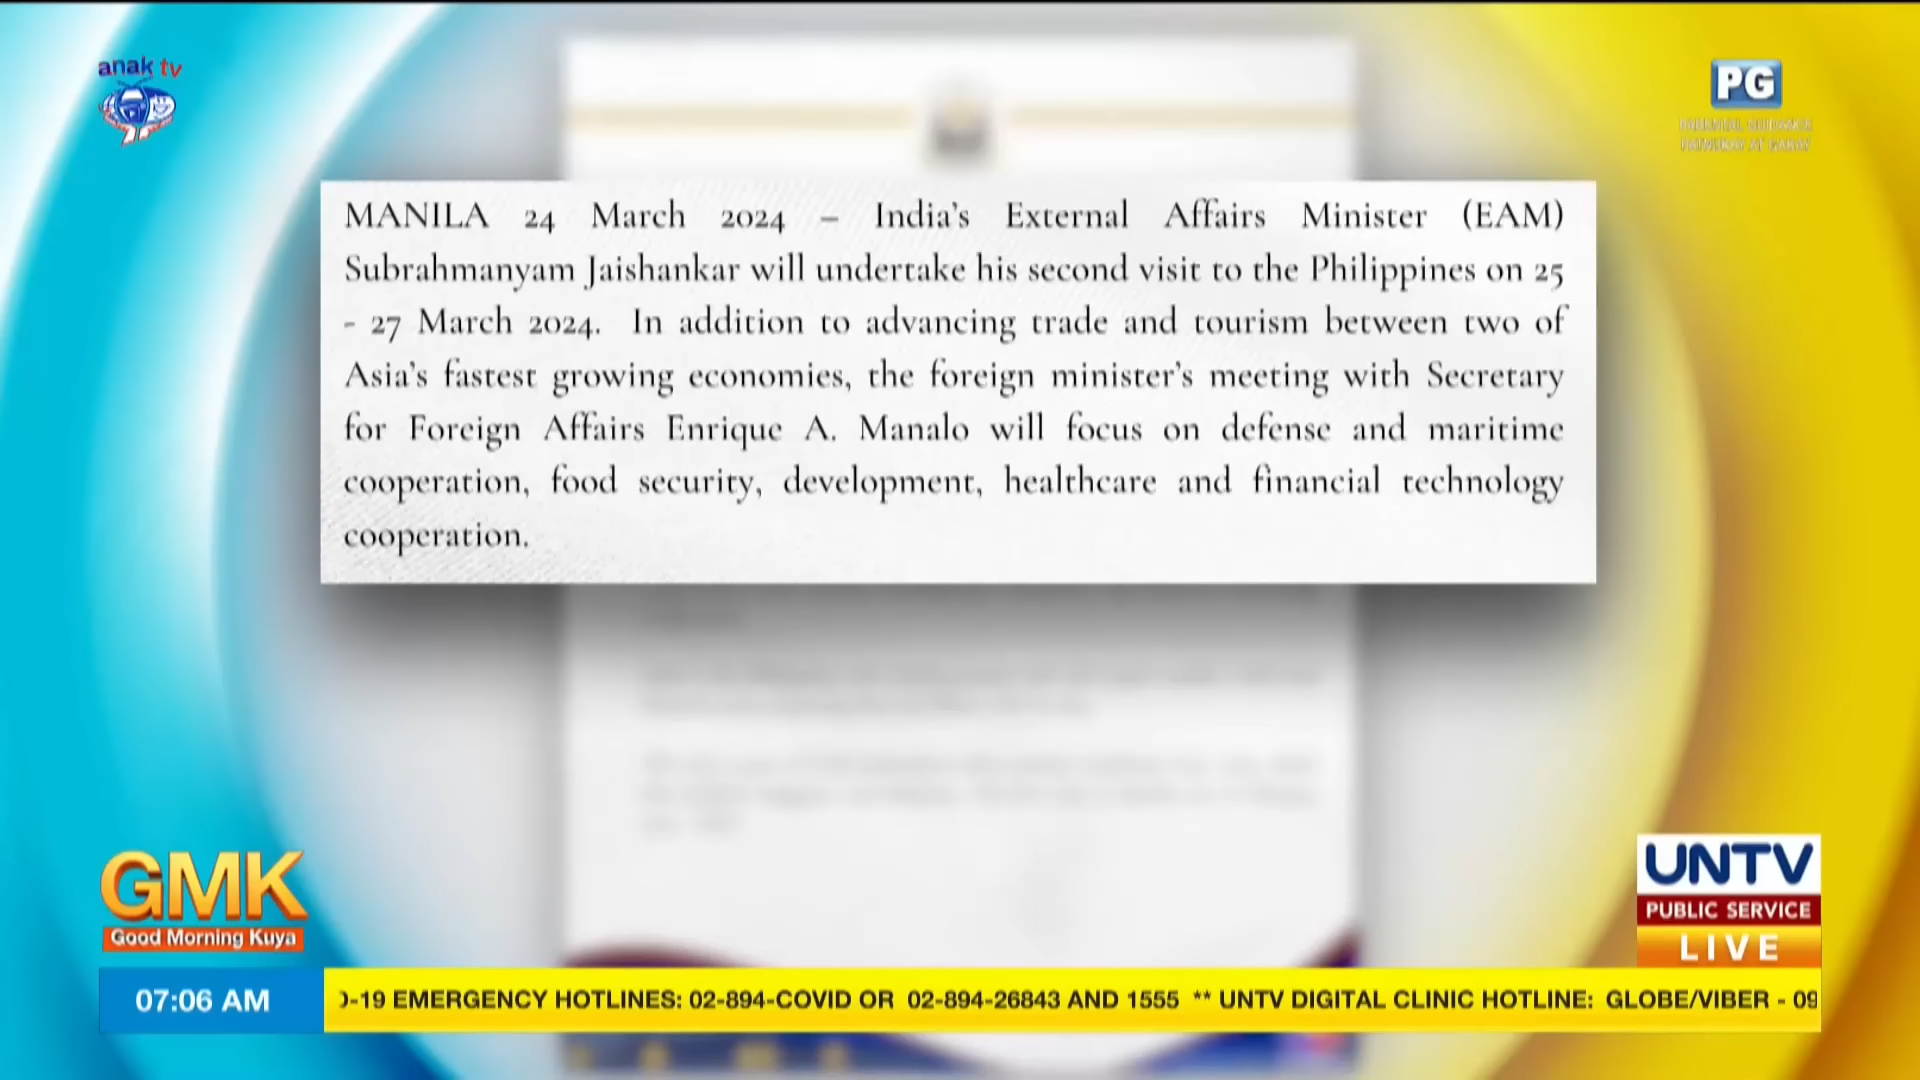 anak tv
PG
PARENTAL GUIDANCE
PATNUBAY AT GABAY
MANILA 24 March 2024 – India's External Affairs Minister (EAM)
Subrahmanyam Jaishankar will undertake his second visit to the Philippines on 25
- 27 March 2024. In addition to advancing trade and tourism between two of
Asia's fastest growing economies, the foreign minister's meeting with Secretary
for Foreign Affairs Enrique A. Manalo will focus on defense and maritime
cooperation, food security, development, healthcare and financial technology
cooperation.
GMK
Good Morning Kuya
UNTV
PUBLIC SERVICE
LIVE
07:06 AM
-19 EMERGENCY HOTLINES: 02-894-COVID OR 02-894-26843 AND 1555 ** UNTV DIGITAL CLINIC HOTLINE: GLOBE/VIBER - 09